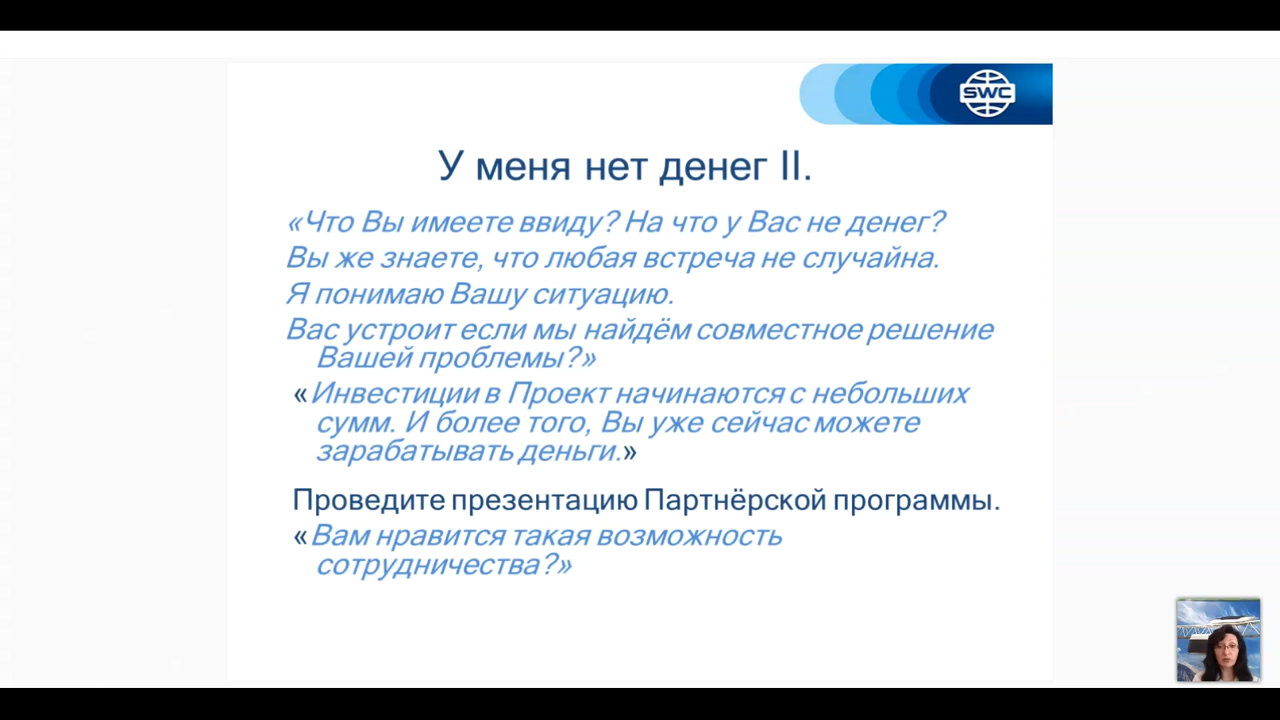 SWC
У меня нет денег II.
«Что Вы имеете ввиду? На что у Вас не денег?
Вы же знаете, что любая встреча не случайна.
Я понимаю Вашу ситуацию.
Вас устроит если мы найдём совместное решение
Вашей проблемы?»
«Инвестиции в Проект начинаются с небольших
сумм. И более того, Вы уже сейчас можете
зарабатывать деньги.»
Проведите презентацию Партнёрской программы.
«Вам нравится такая возможность
сотрудничества?»